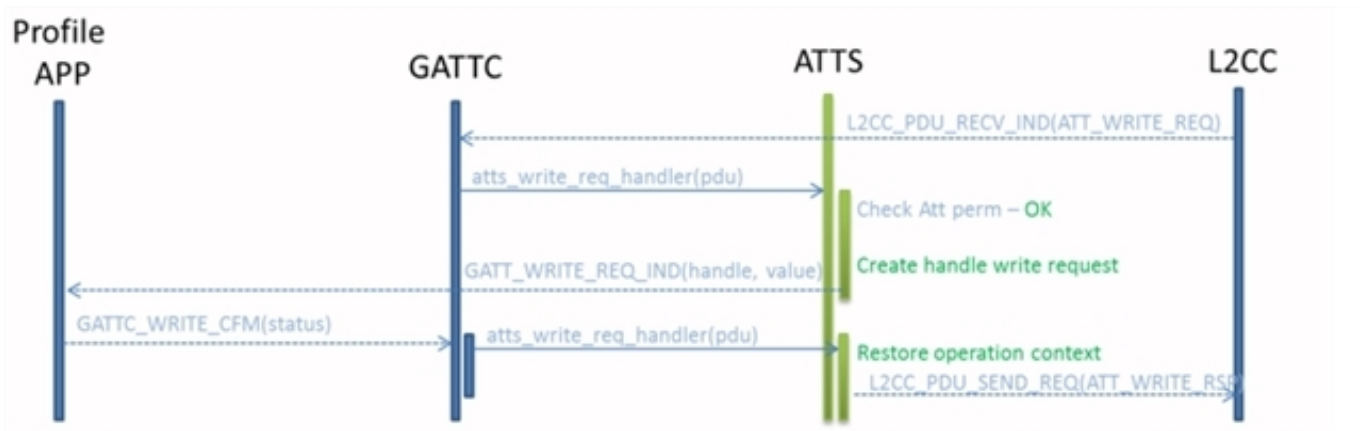 Profile
APP
GATTC
ATTS
L2CC
L2CC_PDU_RECV_IND(ATT_WRITE_REQ)
atts_write_req_handler(pdu)
Check Att perm – OK
Create handle write request
GATT_WRITE_REQ_IND(handle, value)
GATTC_WRITE_CFM(status)
atts_write_req_handler(pdu)
Restore operation context
L2CC_PDU_SEND_REQ(ATT_WRITE_RSP)